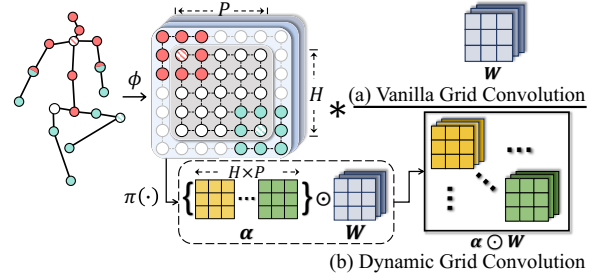 P
ϕ
H
*
W
(a) Vanilla Grid Convolution
π(·)
{ H×P ... } ⊙
α
W
...
α ⊙ W
(b) Dynamic Grid Convolution